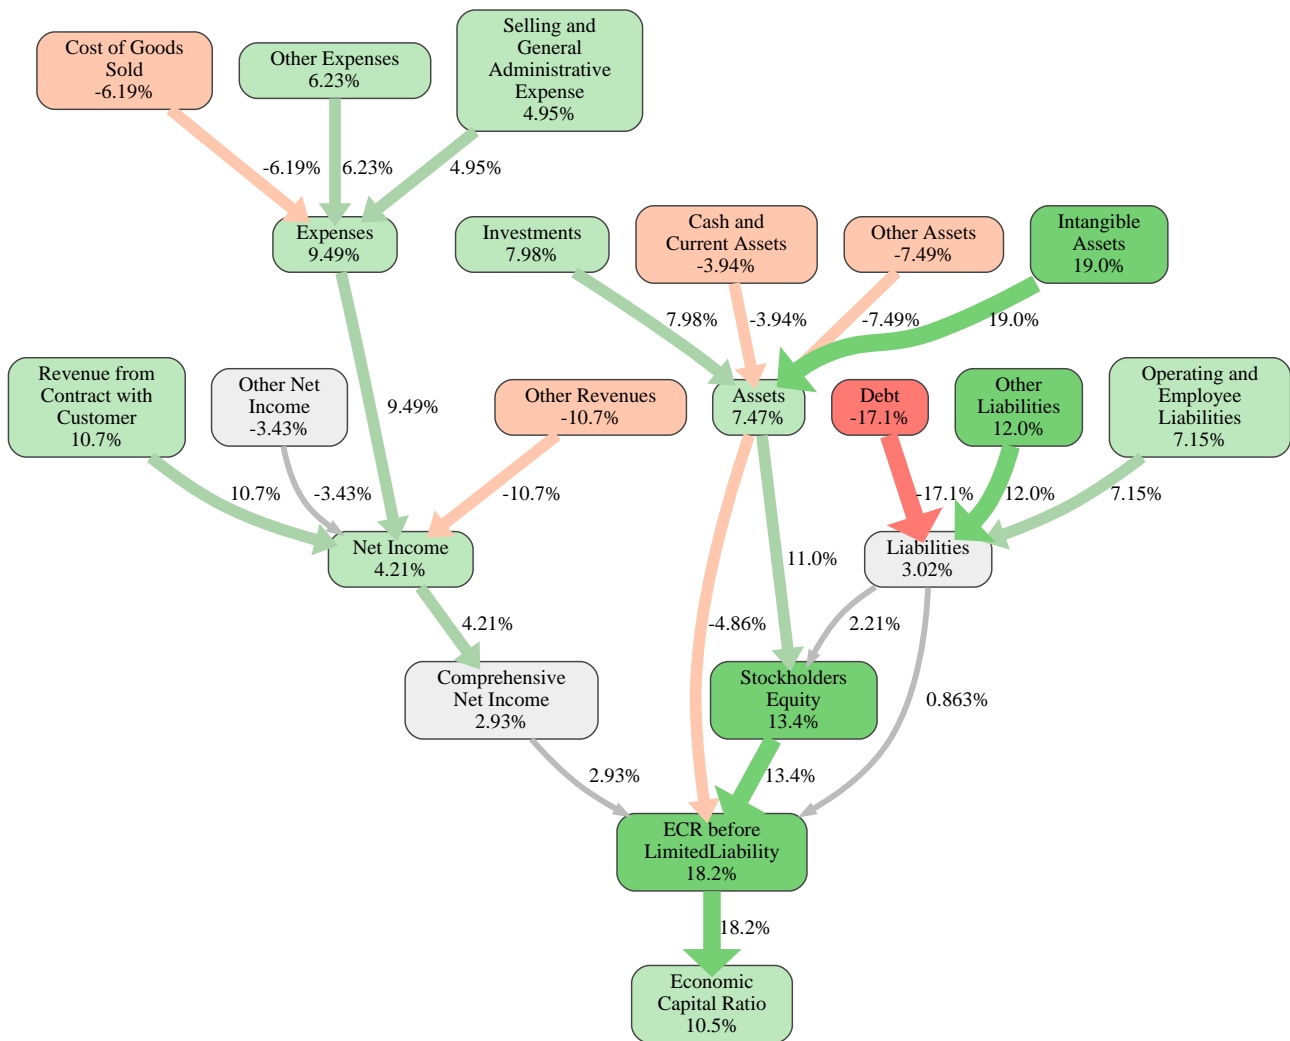 Cost of Goods
Sold
-6.19%
Other Expenses
6.23%
Selling and
General
Administrative
Expense
4.95%
-6.19%
6.23%
4.95%
Expenses
9.49%
Investments
7.98%
Cash and
Current Assets
-3.94%
Other Assets
-7.49%
Intangible
Assets
19.0%
7.98%
-3.94%
-7.49%
19.0%
Revenue from
Contract with
Customer
10.7%
Other Net
Income
-3.43%
9.49%
Other Revenues
-10.7%
Assets
7.47%
Debt
-17.1%
Other
Liabilities
12.0%
Operating and
Employee
Liabilities
7.15%
10.7%
-3.43%
-10.7%
-17.1%
12.0%
7.15%
Net Income
4.21%
11.0%
Liabilities
3.02%
4.21%
-4.86%
2.21%
Comprehensive
Net Income
2.93%
Stockholders
Equity
13.4%
0.863%
2.93%
13.4%
ECR before
LimitedLiability
18.2%
18.2%
Economic
Capital Ratio
10.5%